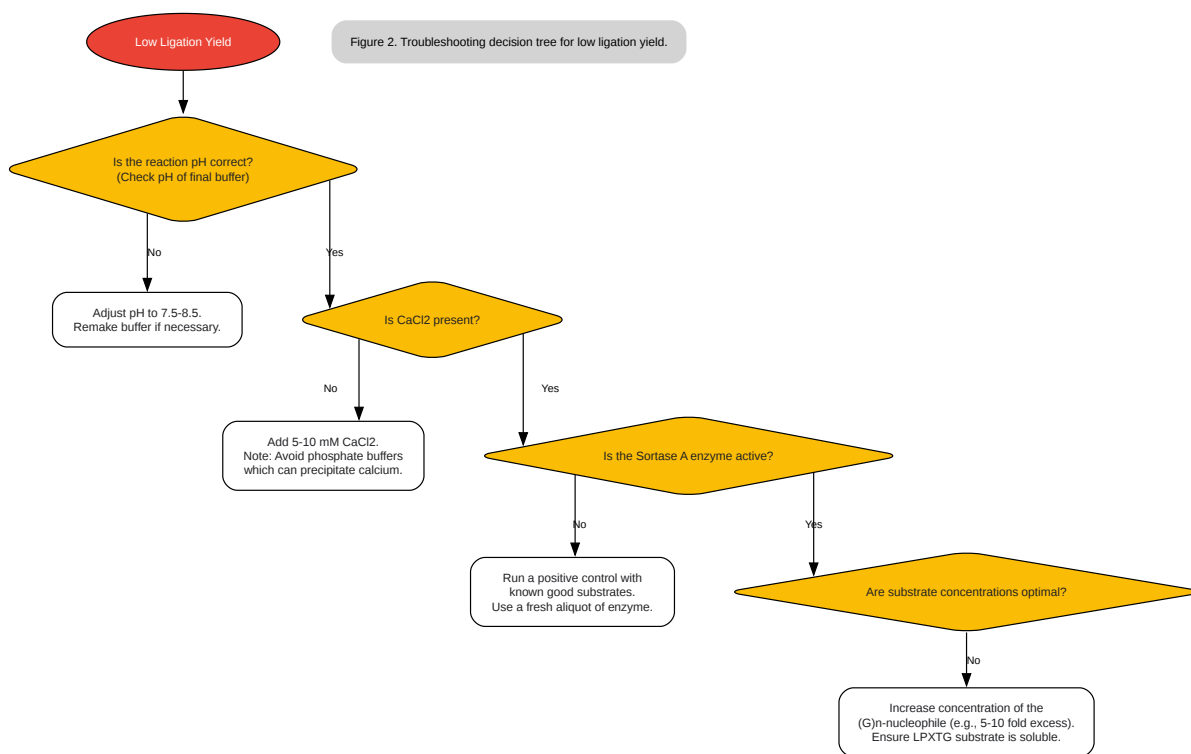 Low Ligation Yield
Figure 2. Troubleshooting decision tree for low ligation yield.
Is the reaction pH correct?
(Check pH of final buffer)
No
Yes
Adjust pH to 7.5-8.5.
Remake buffer if necessary.
Is CaCl2 present?
No
Yes
Add 5-10 mM CaCl2.
Note: Avoid phosphate buffers
which can precipitate calcium.
Is the Sortase A enzyme active?
No
Yes
Run a positive control with
known good substrates.
Use a fresh aliquot of enzyme.
Are substrate concentrations optimal?
No
Increase concentration of the
(G)n-nucleophile (e.g., 5-10 fold excess).
Ensure LPXTG substrate is soluble.